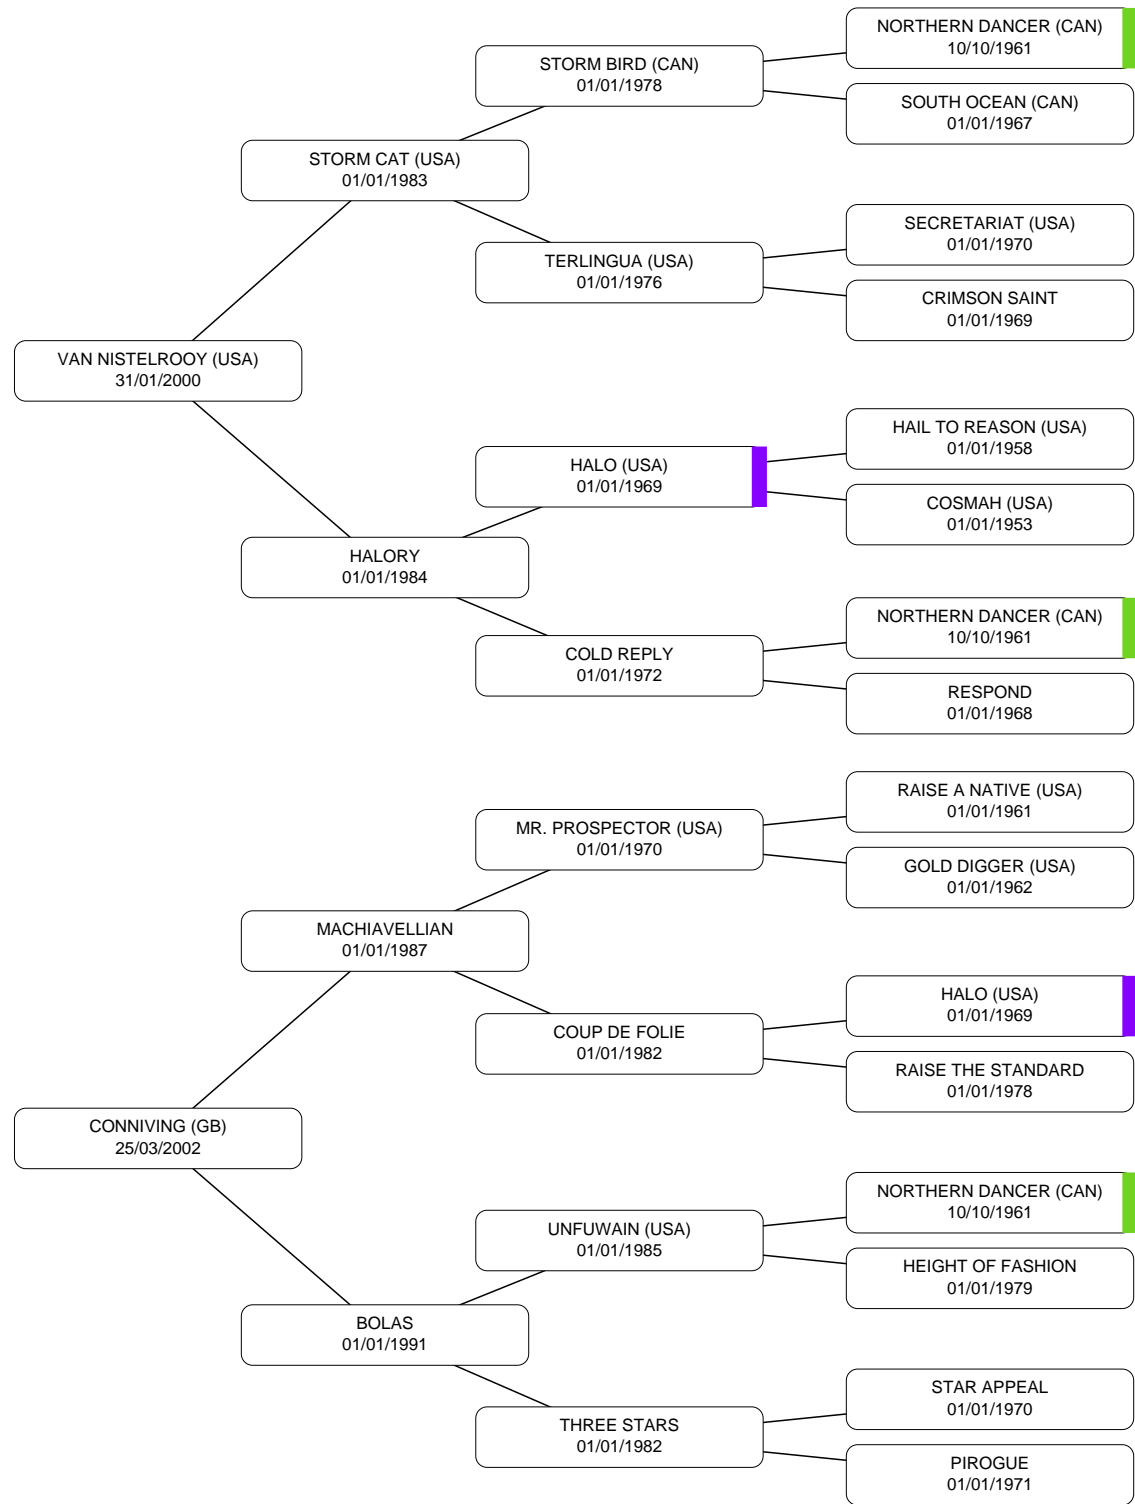 NORTHERN DANCER (CAN)
10/10/1961
STORM BIRD (CAN)
01/01/1978
SOUTH OCEAN (CAN)
01/01/1967
STORM CAT (USA)
01/01/1983
SECRETARIAT (USA)
01/01/1970
TERLINGUA (USA)
01/01/1976
CRIMSON SAINT
01/01/1969
VAN NISTELROOY (USA)
31/01/2000
HAIL TO REASON (USA)
01/01/1958
HALO (USA)
01/01/1969
COSMAH (USA)
01/01/1953
HALORY
01/01/1984
NORTHERN DANCER (CAN)
10/10/1961
COLD REPLY
01/01/1972
RESPOND
01/01/1968
RAISE A NATIVE (USA)
01/01/1961
MR. PROSPECTOR (USA)
01/01/1970
GOLD DIGGER (USA)
01/01/1962
MACHIAVELLIAN
01/01/1987
HALO (USA)
01/01/1969
COUP DE FOLIE
01/01/1982
RAISE THE STANDARD
01/01/1978
CONNIVING (GB)
25/03/2002
NORTHERN DANCER (CAN)
10/10/1961
UNFUWAIN (USA)
01/01/1985
HEIGHT OF FASHION
01/01/1979
BOLAS
01/01/1991
STAR APPEAL
01/01/1970
THREE STARS
01/01/1982
PIROGUE
01/01/1971